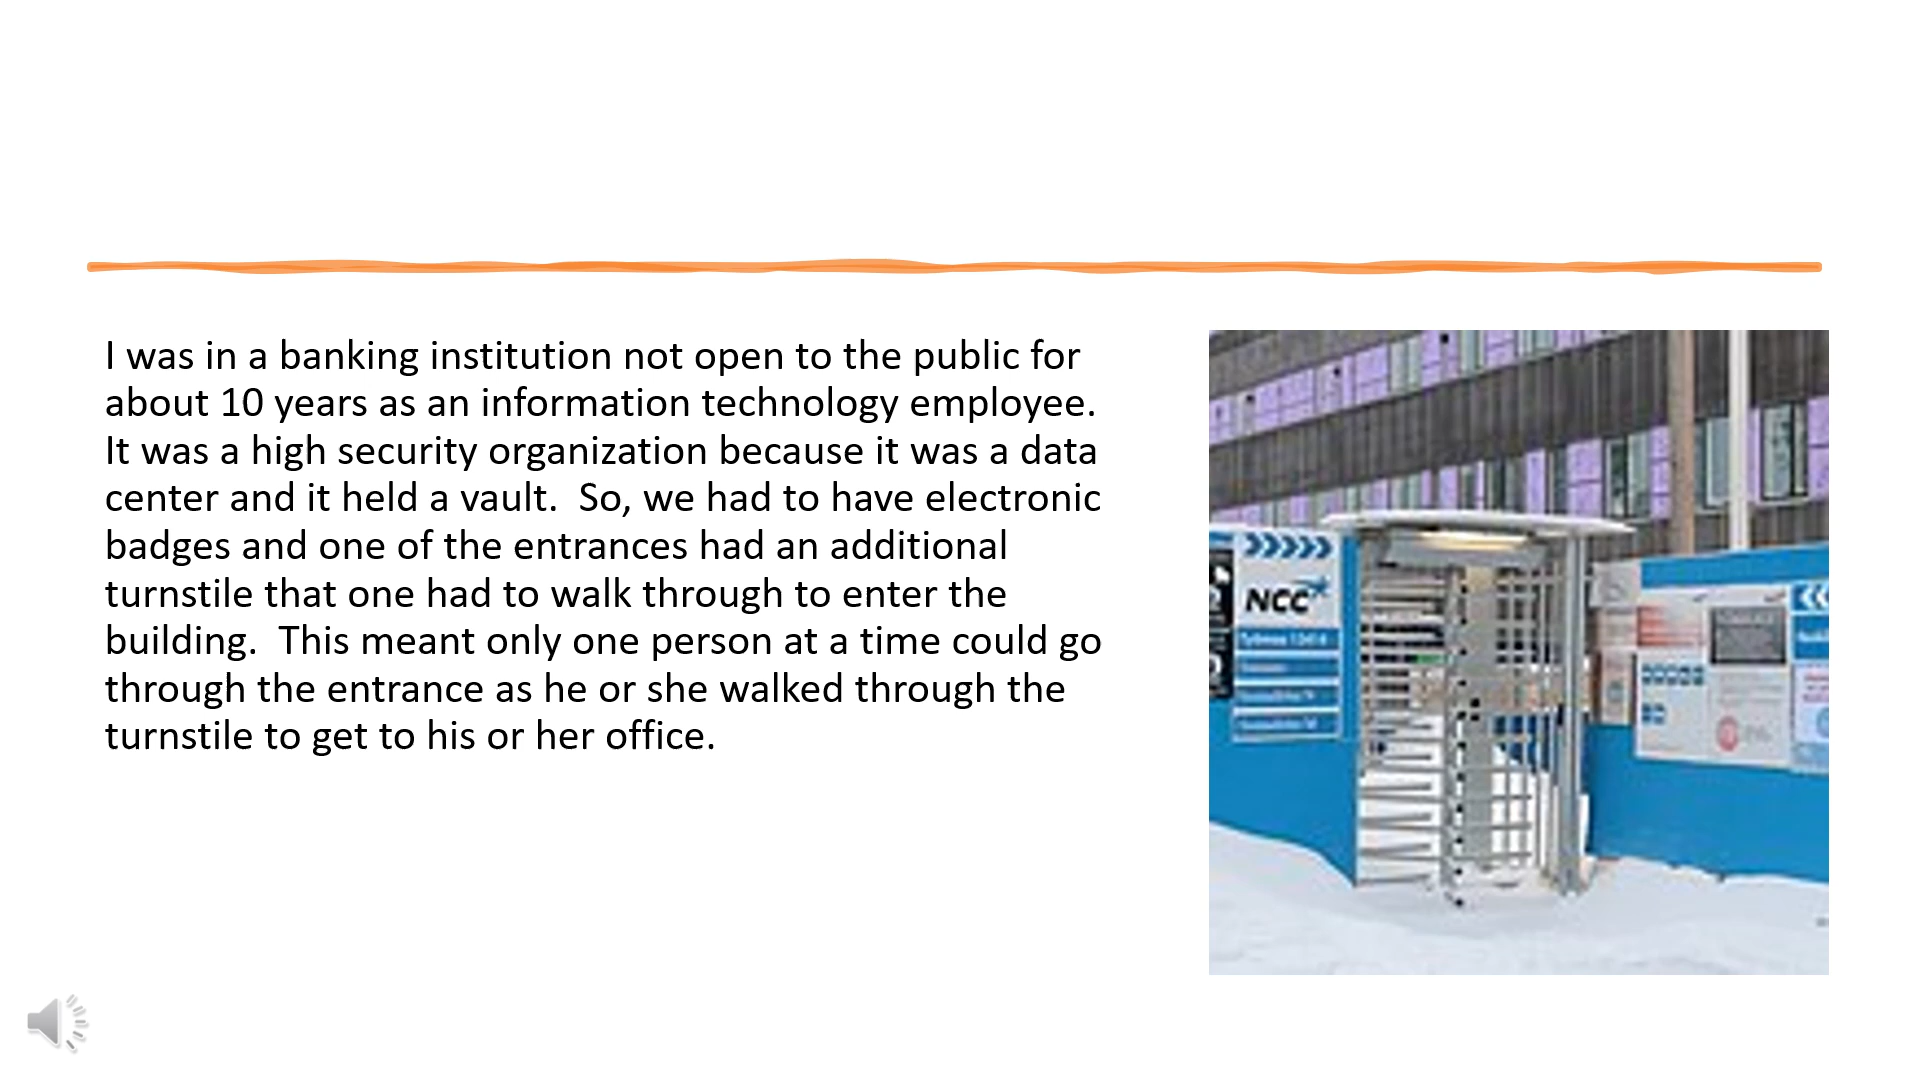 I was in a banking institution not open to the public for
about 10 years as an information technology employee.
It was a high security organization because it was a data
center and it held a vault.  So, we had to have electronic
badges and one of the entrances had an additional
turnstile that one had to walk through to enter the
building.  This meant only one person at a time could go
through the entrance as he or she walked through the
turnstile to get to his or her office.
NCC